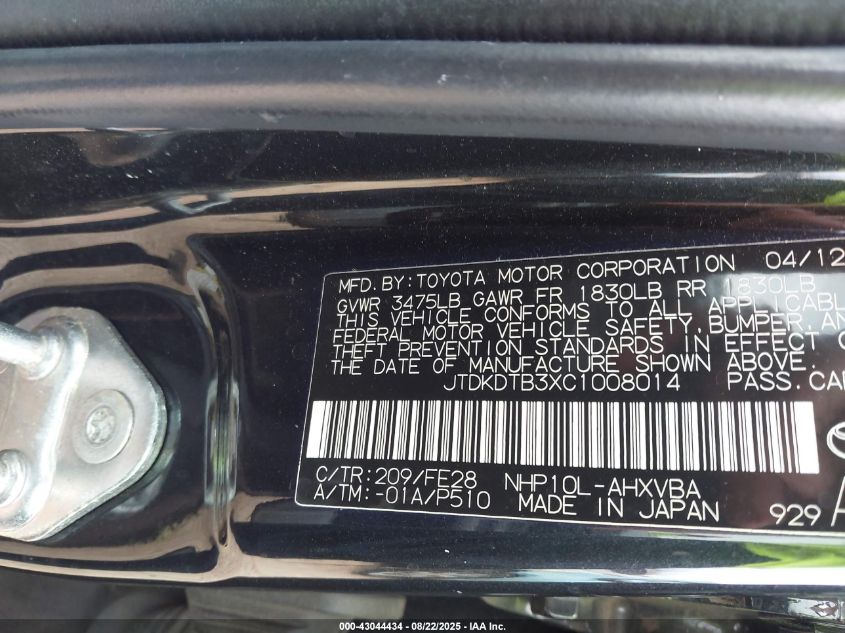 MFD. BY:TOYOTA MOTOR CORPORATION 04/12
GVWR 3475LB GAWR FR 1830LB RR 1830LB
THIS VEHICLE CONFORMS TO ALL APPLICABL
FEDERAL MOTOR VEHICLE SAFETY, BUMPER, AN
THEFT PREVENTION STANDARDS IN EFFECT O
THE DATE OF MANUFACTURE SHOWN ABOVE.
JTDKDTB3XC1008014 PASS. CAR
C/TR:209/FE28 NHP10L-AHXVBA
A/TM:-01A/P510 MADE IN JAPAN 929 A
000-43044434 - 08/22/2025 - IAA Inc.